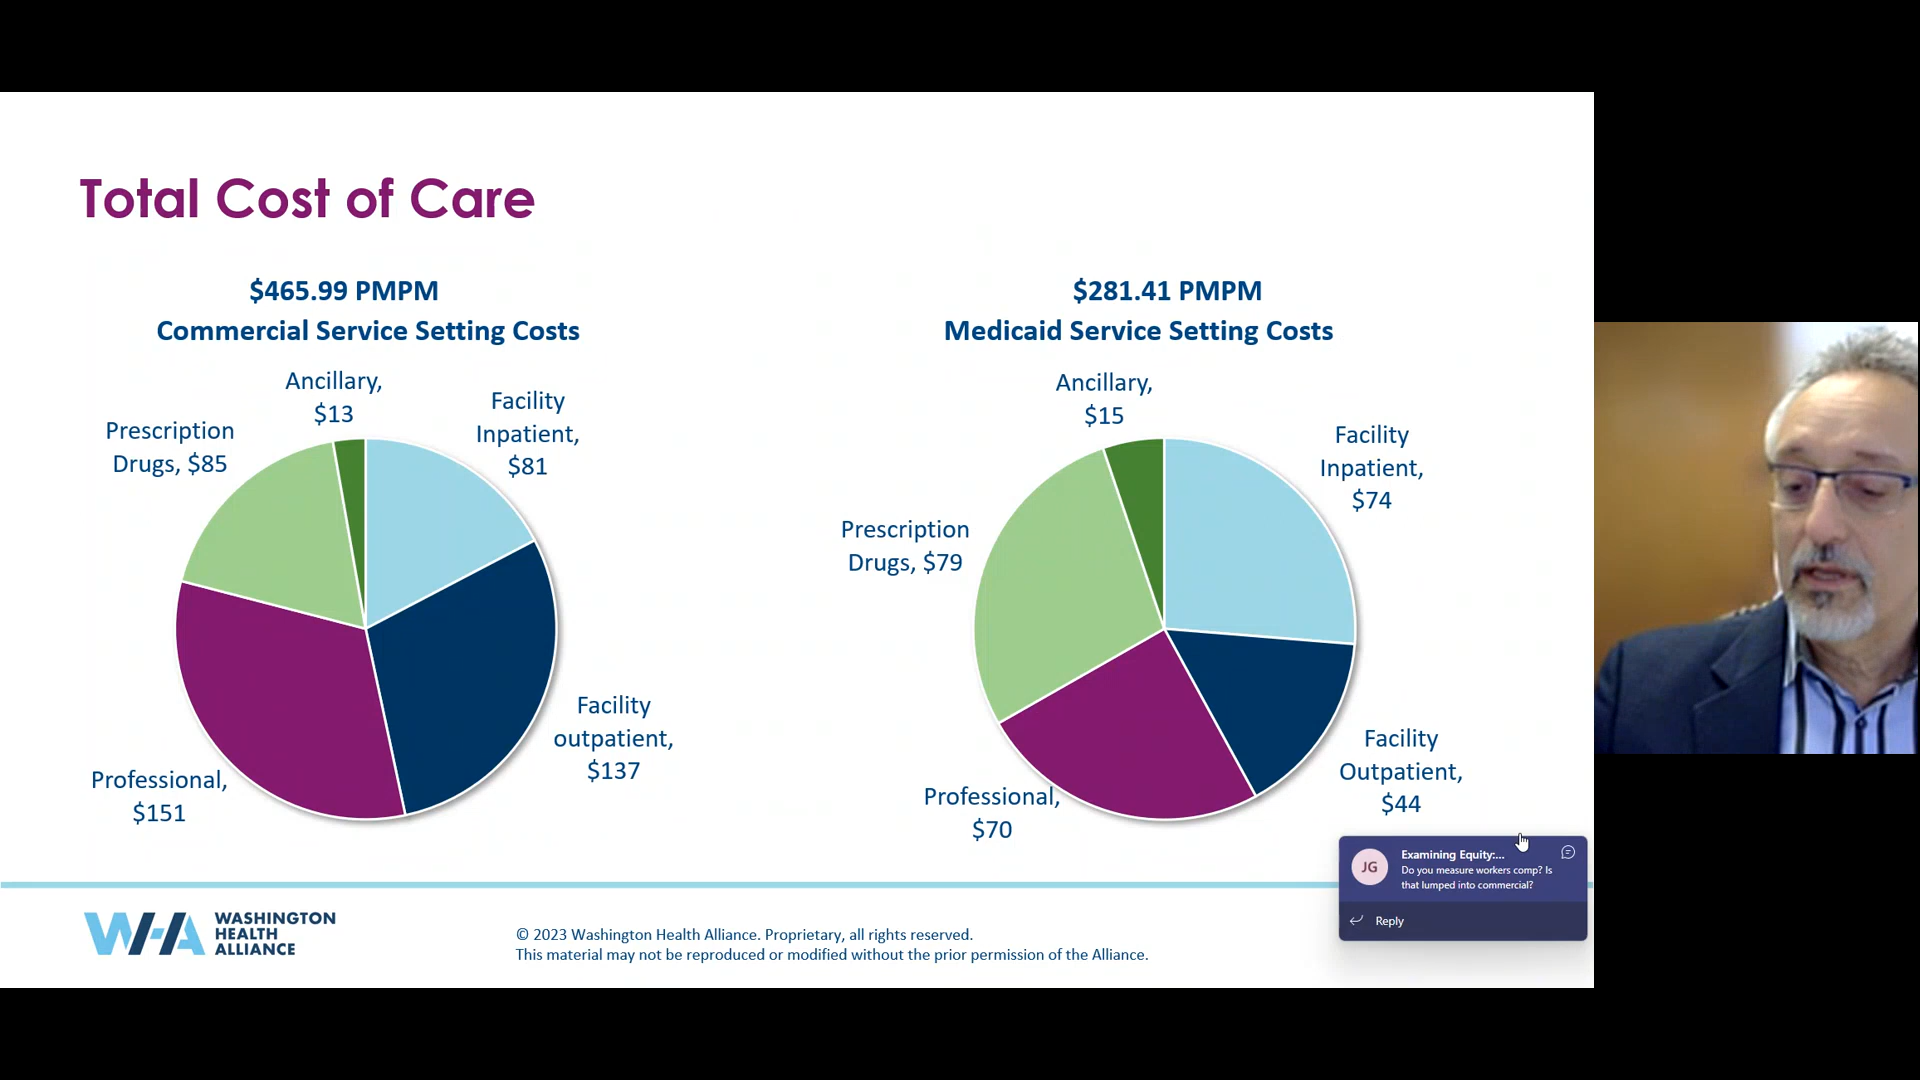 Total Cost of Care
$465.99 PMPM
Commercial Service Setting Costs
Ancillary,
$13
Facility
Inpatient,
$81
Prescription
Drugs, $85
Facility
outpatient,
$137
Professional,
$151
$281.41 PMPM
Medicaid Service Setting Costs
Ancillary,
$15
Facility
Inpatient,
$74
Prescription
Drugs, $79
Facility
Outpatient,
$44
Professional,
$70
JG
Examining Equity:...
Do you measure workers comp? Is
that lumped into commercial?
Reply
WHA
WASHINGTON
HEALTH
ALLIANCE
© 2023 Washington Health Alliance. Proprietary, all rights reserved.
This material may not be reproduced or modified without the prior permission of the Alliance.